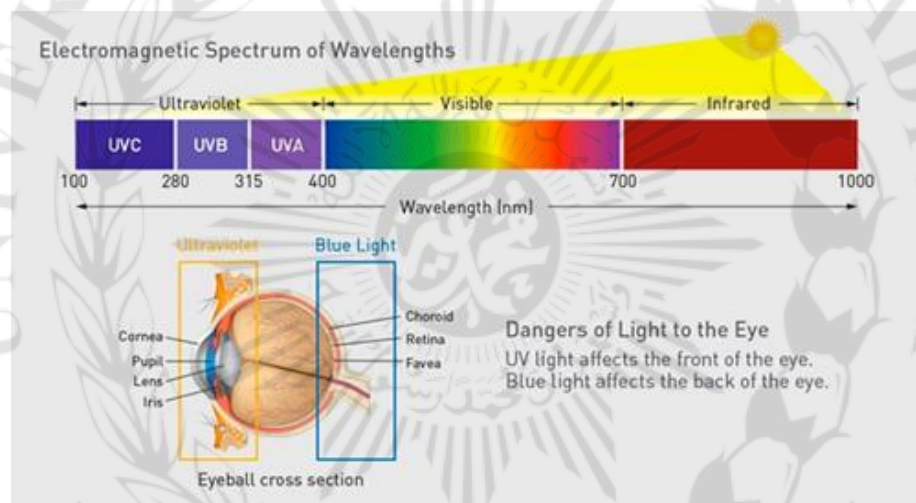 Electromagnetic Spectrum of Wavelengths
Ultraviolet Visible Infrared
UVC UVB UVA
100 280 315 400 700 1000
Wavelength (nm)
Ultraviolet Blue Light
Cornea
Pupil
Lens
Iris
Choroid
Retina
Favea
Eyeball cross section
Dangers of Light to the Eye
UV light affects the front of the eye.
Blue light affects the back of the eye.